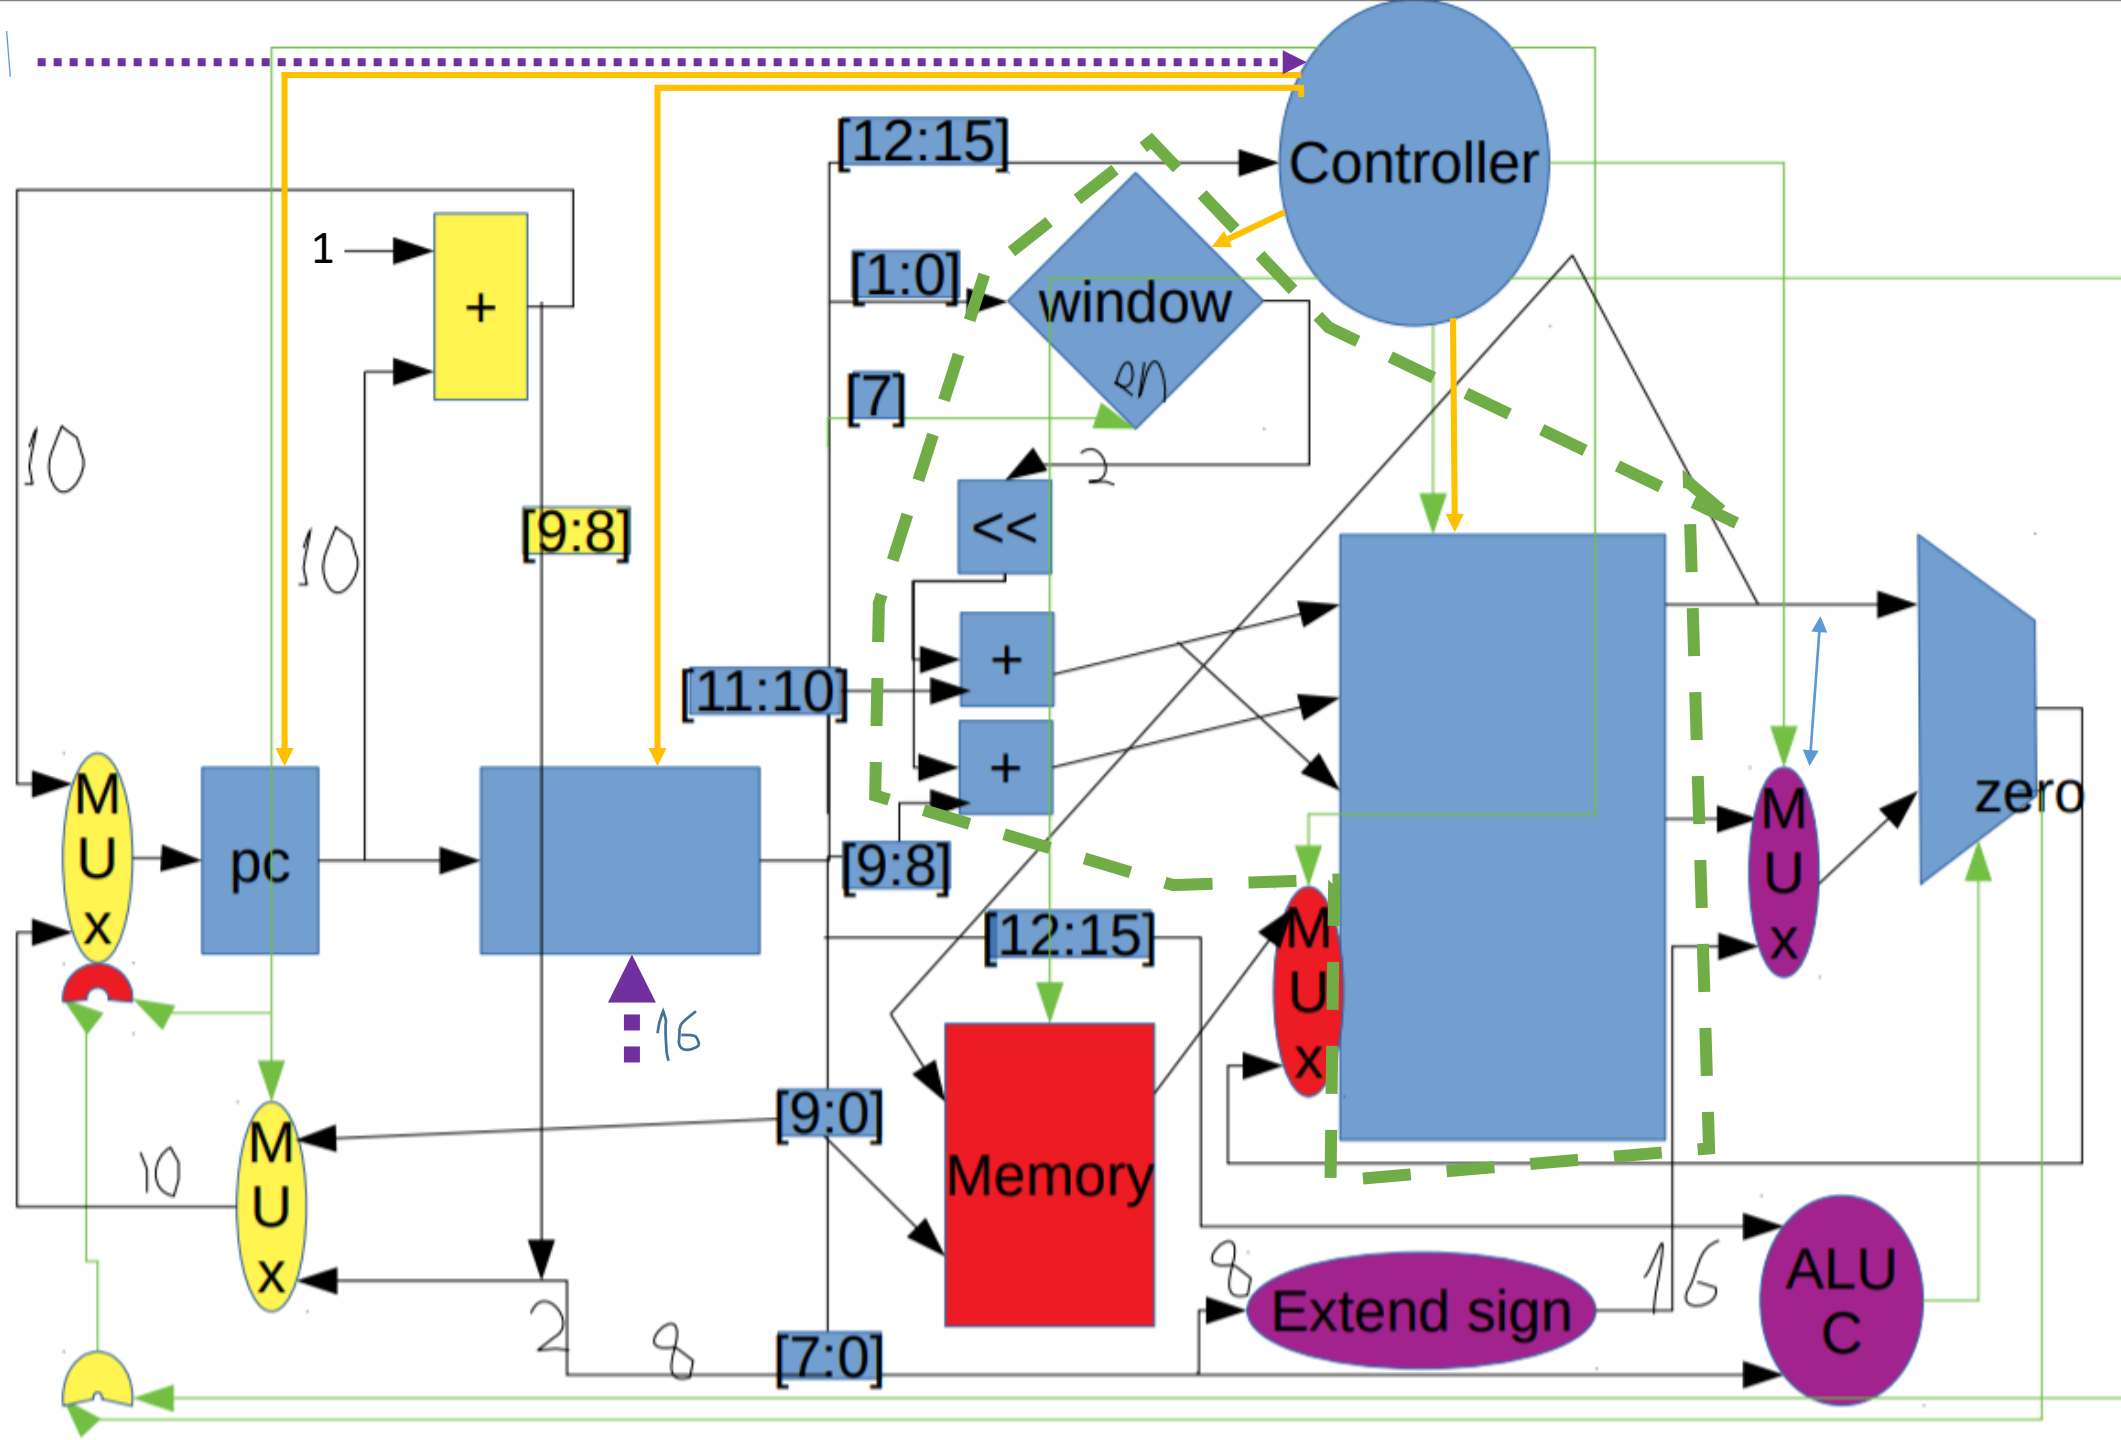 Controller
[12:15]
1
+
[1:0]
window
en
[7]
2
10
10
[9:8]
<<
+
[11:10]
+
M
U
x
pc
[9:8]
zero
M
U
x
[12:15]
M
U
x
16
[9:0]
M
U
x
10
Memory
2
8
[7:0]
8
Extend sign
16
ALU
C